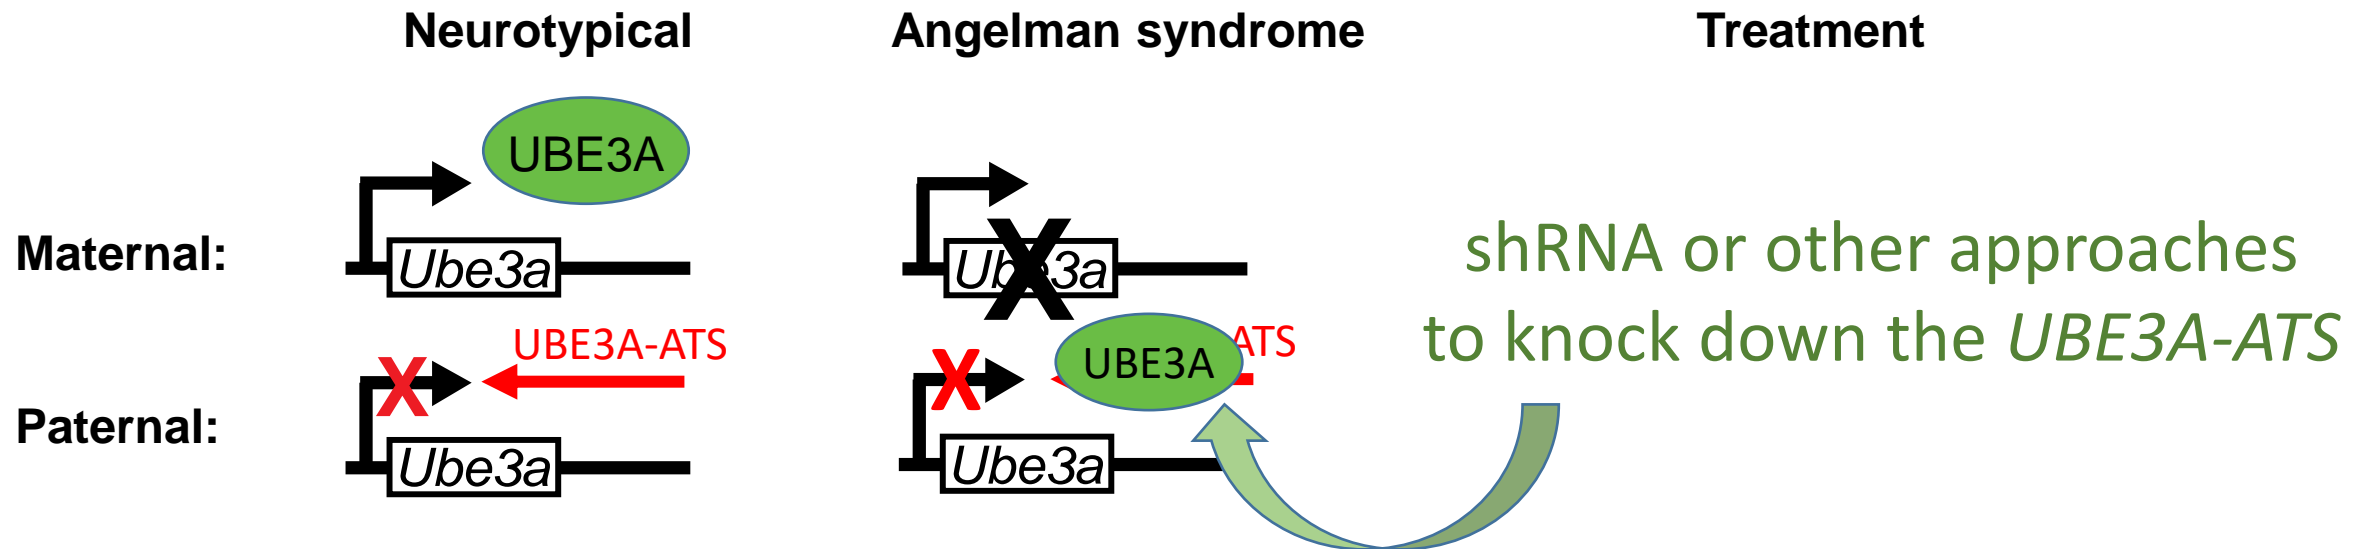 Neurotypical
Angelman syndrome
Treatment
Maternal:
UBE3A
Ube3a
Ube3a
X
shRNA or other approaches
to knock down the UBE3A-ATS
Paternal:
X
UBE3A-ATS
Ube3a
X
UBE3A
ATS
Ube3a